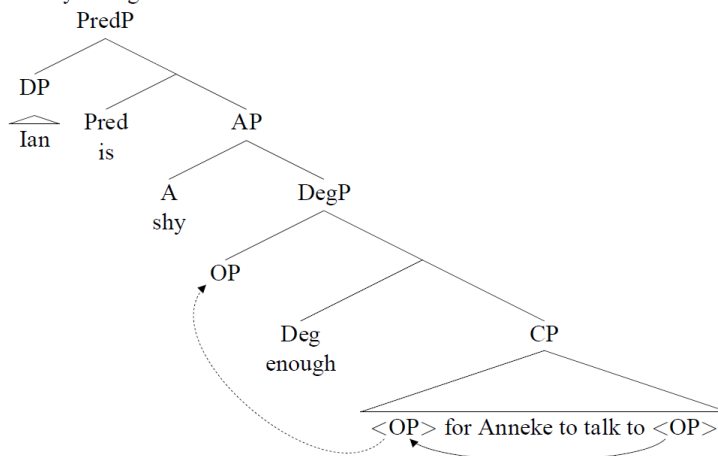 PredP
DP
Ian
Pred
is
AP
A
shy
DegP
OP
Deg
enough
CP
<OP> for Anneke to talk to <OP>